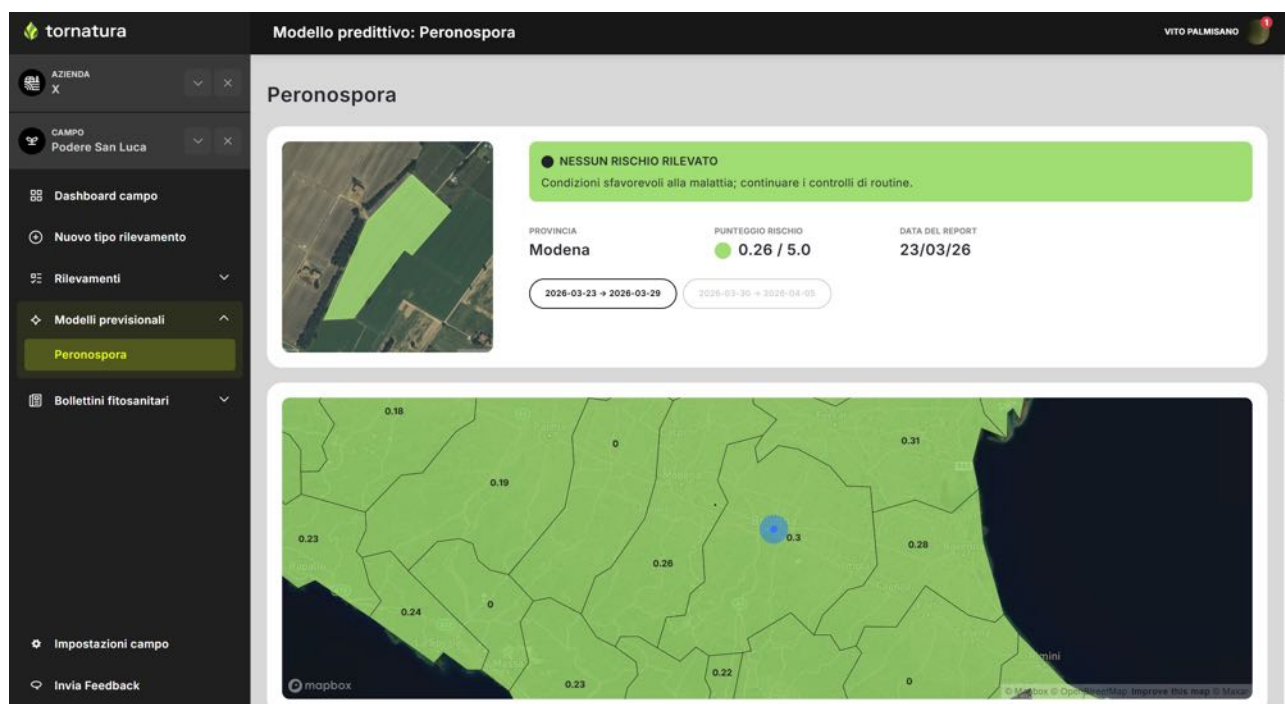 tornatura
Modello predittivo: Peronospora
VITO PALMISANO
1
AZIENDA
X
CAMPO
Podere San Luca
Dashboard campo
Nuovo tipo rilevamento
Rilevamenti
Modelli previsionali
Peronospora
Bollettini fitosanitari
Impostazioni campo
Invia Feedback
Peronospora
NESSUN RISCHIO RILEVATO
Condizioni sfavorevoli alla malattia; continuare i controlli di routine.
PROVINCIA
Modena
PUNTEGGIO RISCHIO
0.26 / 5.0
DATA DEL REPORT
23/03/26
2026-03-23 → 2026-03-29
2026-03-30 → 2026-04-05
0.18
0
0.31
0.19
0.23
0.3
0.28
0.26
0.24
0
0.22
0.23
0
mini
mapbox
© Mapbox © OpenStreetMap Improve this map © Maxar